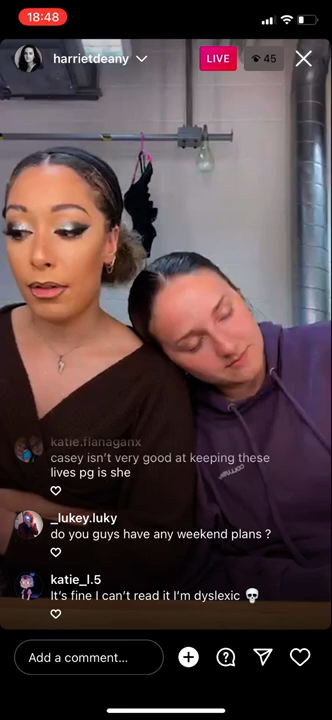 18:48
harrietdeany
LIVE
45
katie.flanaganx
casey isn’t very good at keeping these
lives pg is she
_lukey.luky
do you guys have any weekend plans ?
katie_l.5
It’s fine I can’t read it I’m dyslexic 💀
Add a comment...